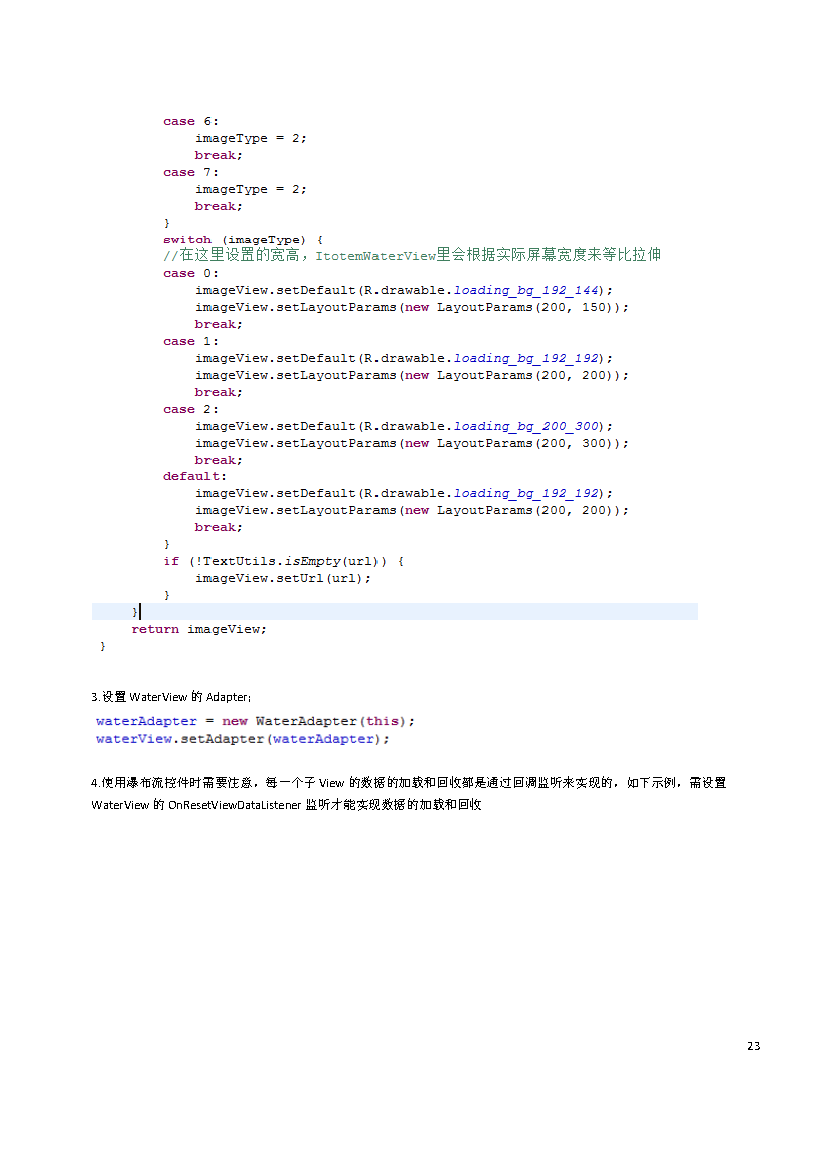 case 6:
imageType = 2;
break;
case 7:
imageType = 2;
break;
}
switch (imageType) {
//在这里设置的宽高，ItotemWaterView里会根据实际屏幕宽度来等比拉伸
case 0:
imageView.setDefault(R.drawable.loading_bg_192_144);
imageView.setLayoutParams(new LayoutParams(200, 150));
break;
case 1:
imageView.setDefault(R.drawable.loading_bg_192_192);
imageView.setLayoutParams(new LayoutParams(200, 200));
break;
case 2:
imageView.setDefault(R.drawable.loading_bg_200_300);
imageView.setLayoutParams(new LayoutParams(200, 300));
break;
default:
imageView.setDefault(R.drawable.loading_bg_192_192);
imageView.setLayoutParams(new LayoutParams(200, 200));
break;
}
if (!TextUtils.isEmpty(url)) {
imageView.setUrl(url);
}
}
return imageView;
}
3.设置 WaterView 的 Adapter;
waterAdapter = new WaterAdapter(this);
waterView.setAdapter(waterAdapter);
4.使用瀑布流控件时需要注意，每一个子 View 的数据的加载和回收都是通过回调监听来实现的，如下示例，需设置
WaterView 的 OnResetViewDataListener 监听才能实现数据的加载和回收
23